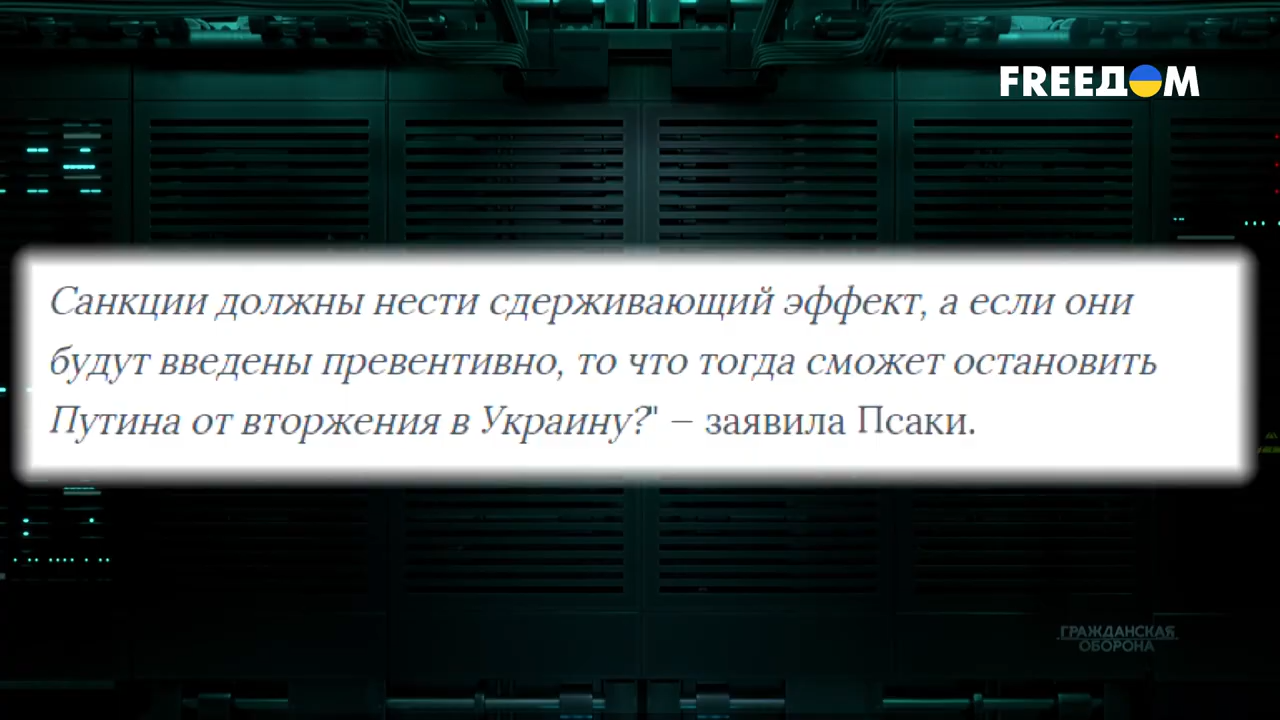 FREEДОМ
Санкции должны нести сдерживающий эффект, а если они
будут введены превентивно, то что тогда сможет остановить
Путина от вторжения в Украину?" – заявила Псаки.
ГРАЖДАНСКАЯ
ОБОРОНА